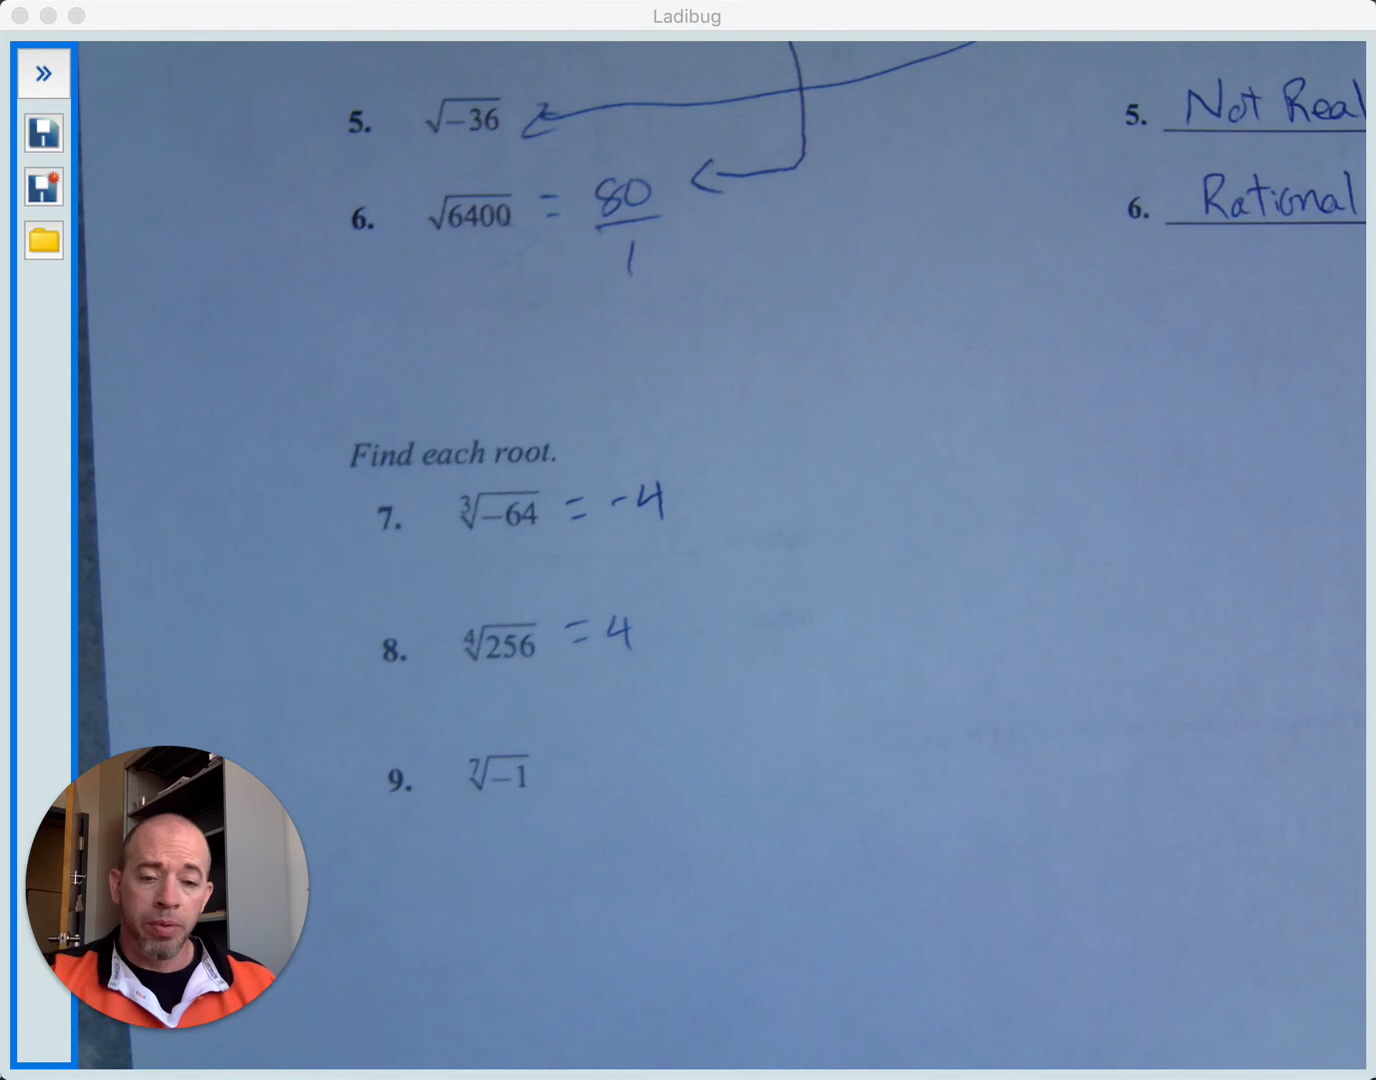 Ladibug
»
5. √−36
5. Not Real
6. √6400 = 80/1
6. Rational
Find each root.
7. ∛−64 = -4
8. ∜256 = 4
9. ⁷√−1